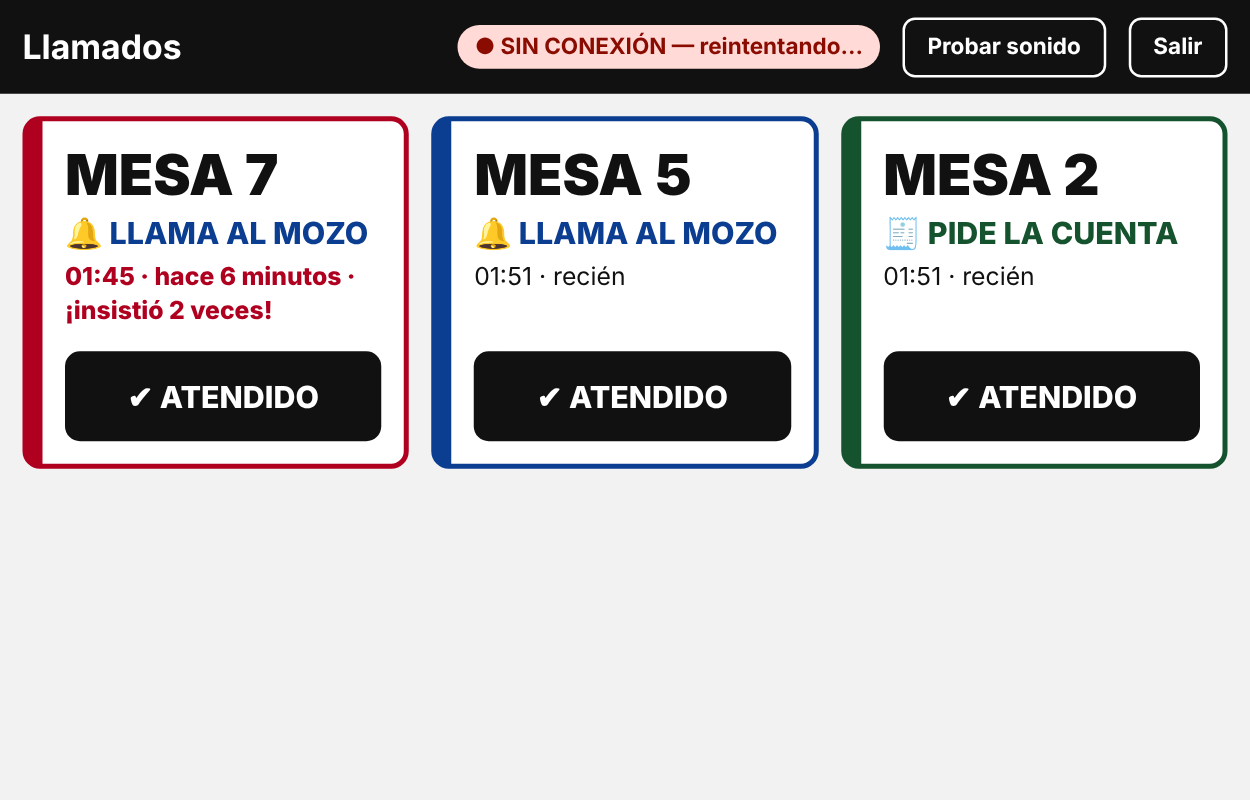 Llamados
● SIN CONEXIÓN — reintentando…
Probar sonido
Salir
MESA 7
🔔 LLAMA AL MOZO
01:45 · hace 6 minutos ·
¡insistió 2 veces!
✔ ATENDIDO
MESA 5
🔔 LLAMA AL MOZO
01:51 · recién
✔ ATENDIDO
MESA 2
🧾 PIDE LA CUENTA
01:51 · recién
✔ ATENDIDO